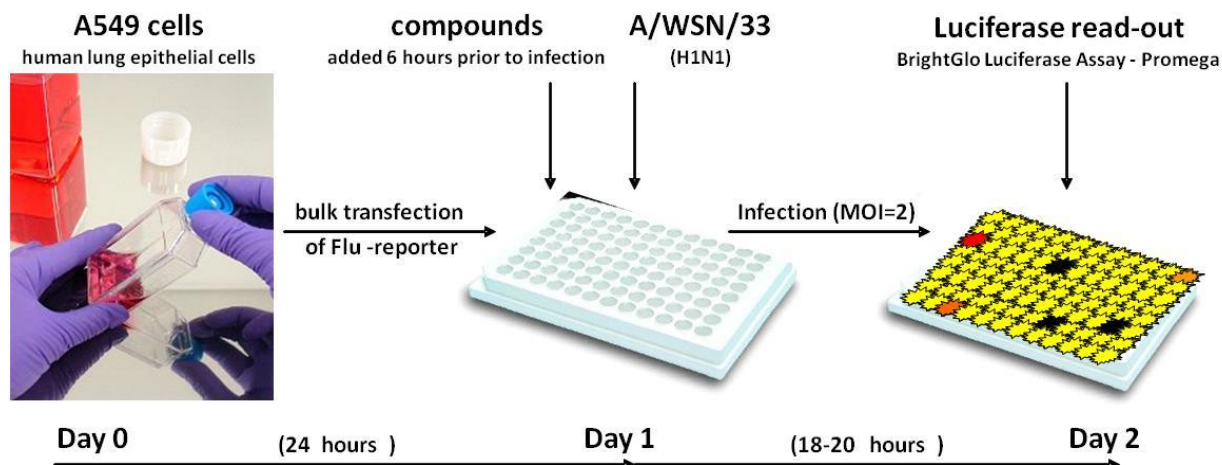 A549 cells
human lung epithelial cells
compounds
added 6 hours prior to infection
A/WSN/33
(H1N1)
Luciferase read-out
BrightGlo Luciferase Assay - Promega
bulk transfection
of Flu -reporter
Infection (MOI=2)
Day 0
(24 hours )
Day 1
(18-20 hours )
Day 2